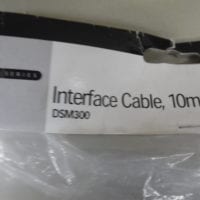 Interface Cable, 10m
DSM300